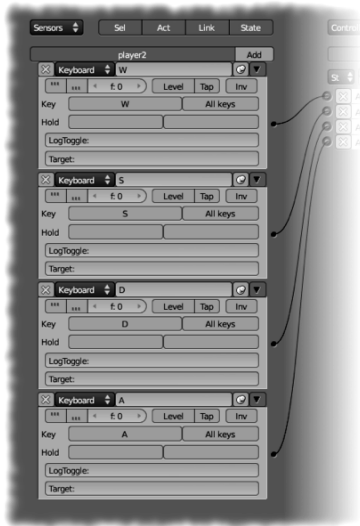 Sensors Sel Act Link State
player2 Add
Keyboard W
f: 0 Level Tap Inv
Key W All keys
Hold
LogToggle:
Target:
Keyboard S
f: 0 Level Tap Inv
Key S All keys
Hold
LogToggle:
Target:
Keyboard D
f: 0 Level Tap Inv
Key D All keys
Hold
LogToggle:
Target:
Keyboard A
f: 0 Level Tap Inv
Key A All keys
Hold
LogToggle:
Target:
St